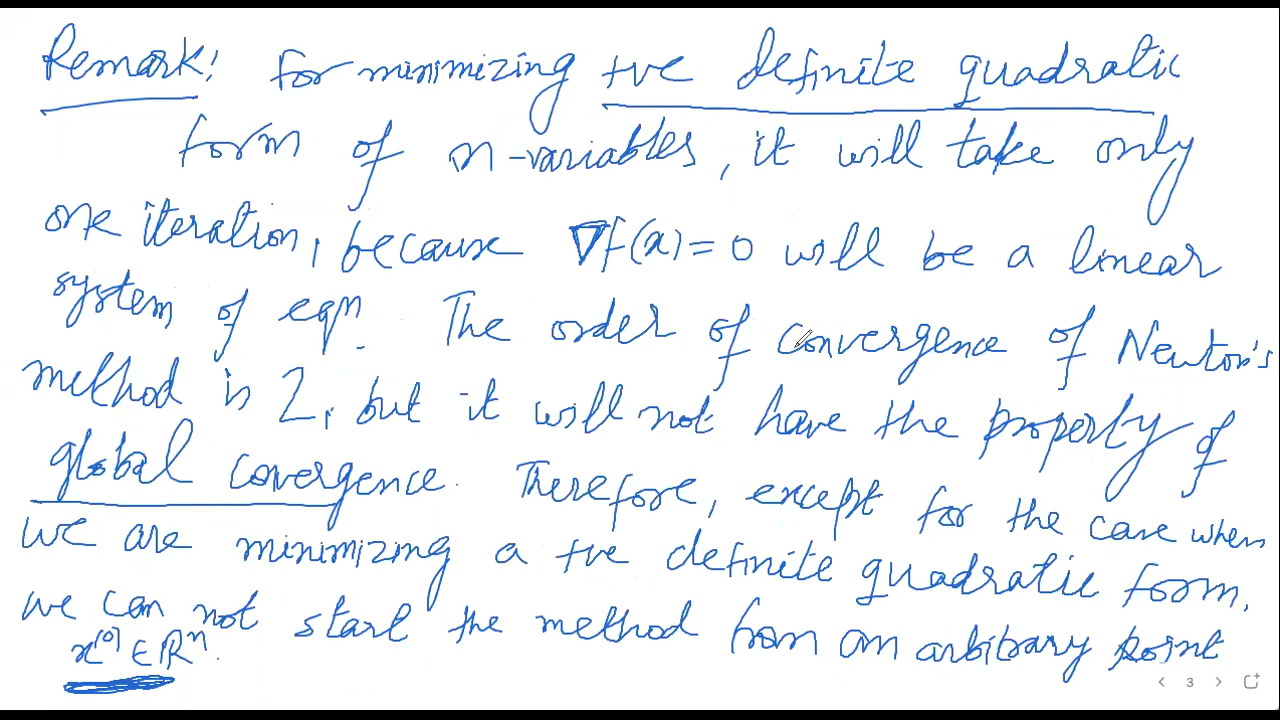 Remark: For minimizing +ve definite quadratic
form of n-variables, it will take only
one iteration, because ∇f(x) = 0 will be a linear
system of eqn. The order of convergence of Newton's
method is 2, but it will not have the property of
global covergence. Therefore, except for the case when
we are minimizing a +ve definite quadratic form,
we can not start the method from an arbitrary point
x^(0) ∈ ℝ^n.
< 3 >